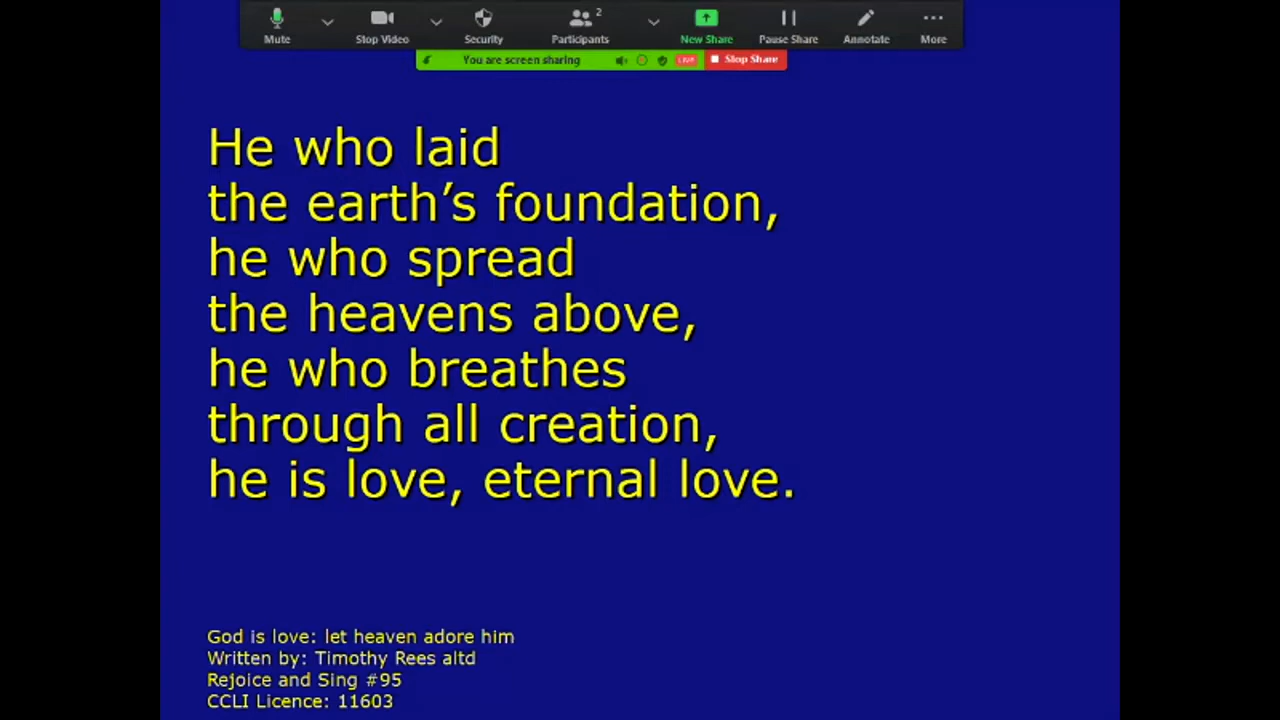 Mute
Stop Video
Security
Participants
2
New Share
Pause Share
Annotate
More
You are screen sharing
LIVE
Stop Share
He who laid
the earth’s foundation,
he who spread
the heavens above,
he who breathes
through all creation,
he is love, eternal love.
God is love: let heaven adore him
Written by: Timothy Rees altd
Rejoice and Sing #95
CCLI Licence: 11603